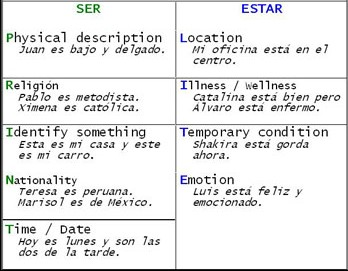 SER
Physical description
Juan es bajo y delgado.
Religión
Pablo es metodista.
Ximena es católica.
Identify something
Esta es mi casa y este
es mi carro.
Nationality
Teresa es peruana.
Marisol es de México.
Time / Date
Hoy es lunes y son las
dos de la tarde.
ESTAR
Location
Mi oficina está en el
centro.
Illness / Wellness
Catalina está bien pero
Álvaro está enfermo.
Temporary condition
Shakira está gorda
ahora.
Emotion
Luis está feliz y
emocionado.